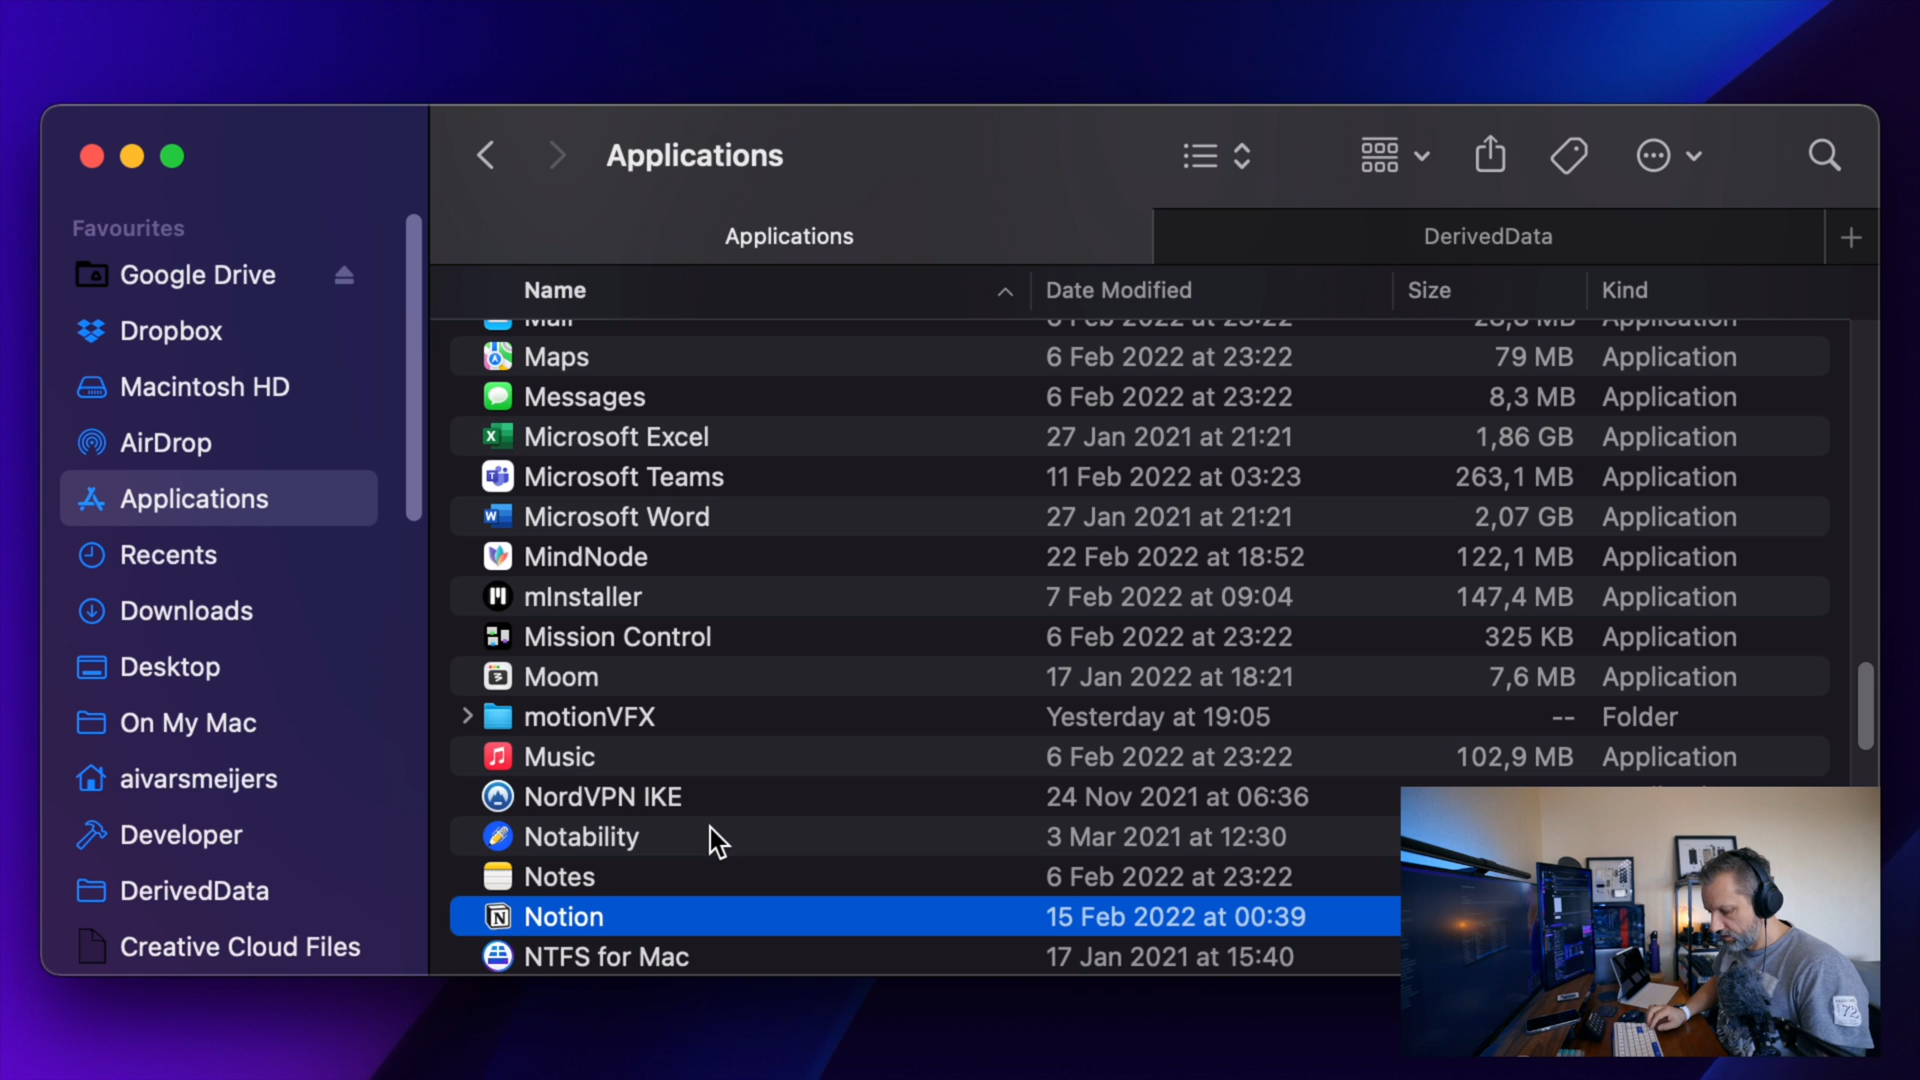 Applications
Applications
DerivedData
Favourites
Google Drive
Dropbox
Macintosh HD
AirDrop
Applications
Recents
Downloads
Desktop
On My Mac
aivarsmeijers
Developer
DerivedData
Creative Cloud Files
Name Date Modified Size Kind
Mail 6 Feb 2022 at 23:22 Application
Maps 6 Feb 2022 at 23:22 79 MB Application
Messages 6 Feb 2022 at 23:22 8,3 MB Application
Microsoft Excel 27 Jan 2021 at 21:21 1,86 GB Application
Microsoft Teams 11 Feb 2022 at 03:23 263,1 MB Application
Microsoft Word 27 Jan 2021 at 21:21 2,07 GB Application
MindNode 22 Feb 2022 at 18:52 122,1 MB Application
mInstaller 7 Feb 2022 at 09:04 147,4 MB Application
Mission Control 6 Feb 2022 at 23:22 325 KB Application
Moom 17 Jan 2022 at 18:21 7,6 MB Application
motionVFX Yesterday at 19:05 -- Folder
Music 6 Feb 2022 at 23:22 102,9 MB Application
NordVPN IKE 24 Nov 2021 at 06:36
Notability 3 Mar 2021 at 12:30
Notes 6 Feb 2022 at 23:22
Notion 15 Feb 2022 at 00:39
NTFS for Mac 17 Jan 2021 at 15:40
72